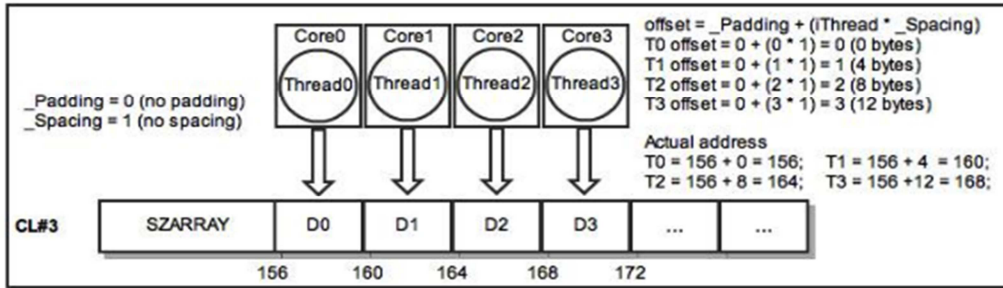 offset = _Padding + (iThread * _Spacing)
T0 offset = 0 + (0 * 1) = 0 (0 bytes)
T1 offset = 0 + (1 * 1) = 1 (4 bytes)
T2 offset = 0 + (2 * 1) = 2 (8 bytes)
T3 offset = 0 + (3 * 1) = 3 (12 bytes)
Core0 Core1 Core2 Core3
Thread0 Thread1 Thread2 Thread3
_Padding = 0 (no padding)
_Spacing = 1 (no spacing)
Actual address
T0 = 156 + 0 = 156; T1 = 156 + 4 = 160;
T2 = 156 + 8 = 164; T3 = 156 +12 = 168;
CL#3 SZARRAY D0 D1 D2 D3 ... ...
156 160 164 168 172